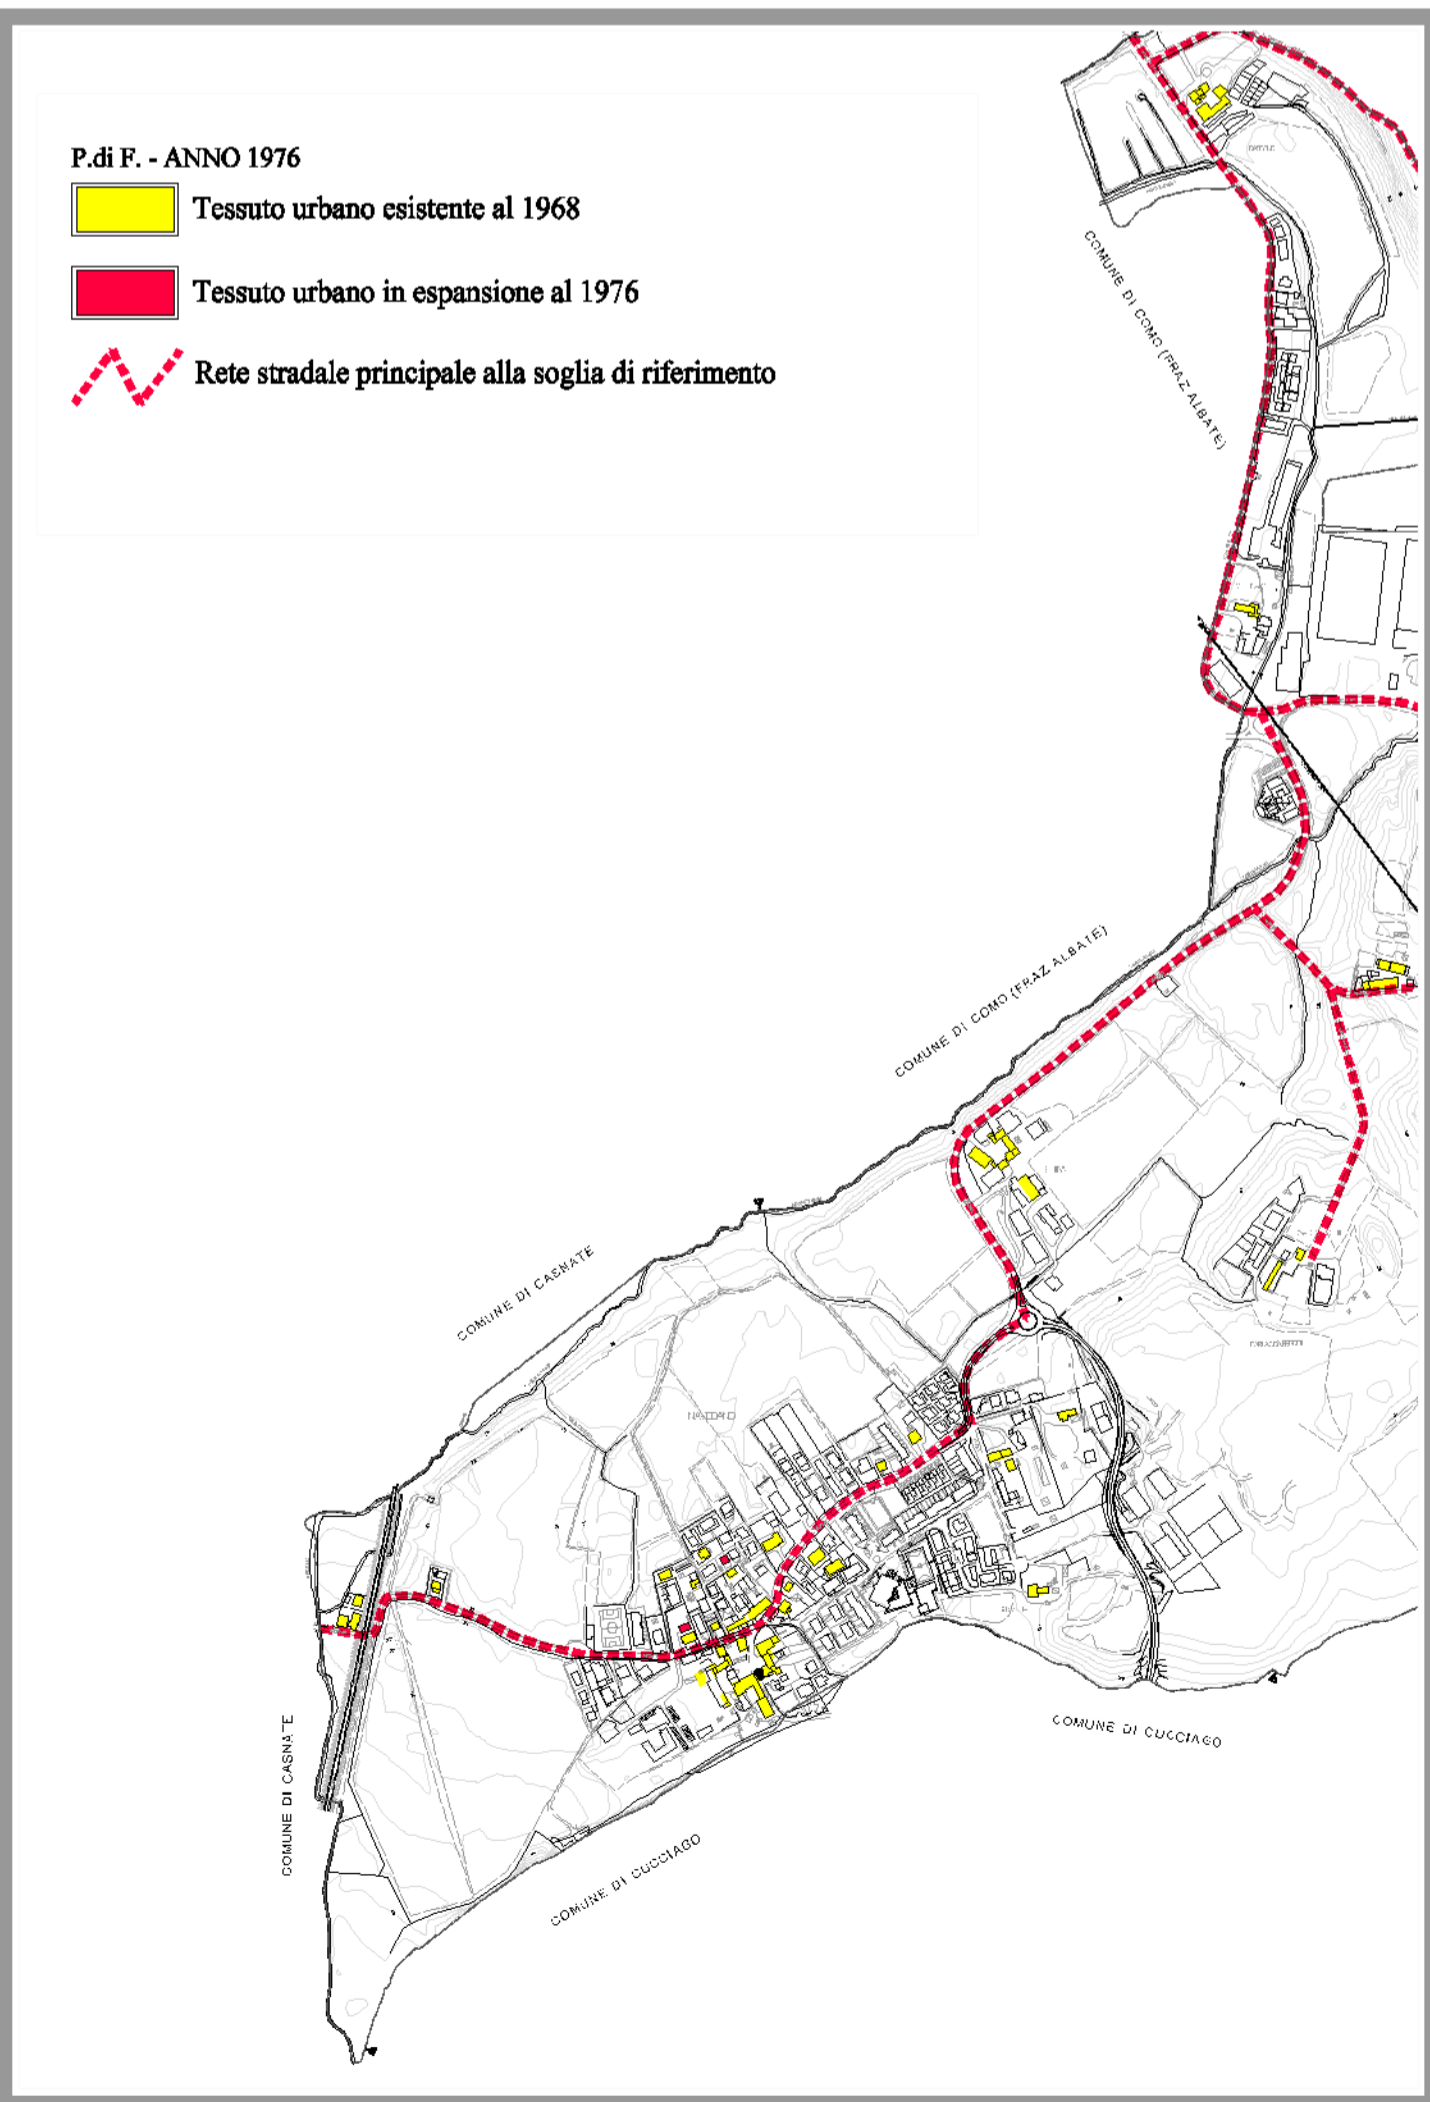 P.di F. - ANNO 1976
Tessuto urbano esistente al 1968
Tessuto urbano in espansione al 1976
Rete stradale principale alla soglia di riferimento
COMUNE DI COMO (FRAZ ALBATE)
COMUNE DI COMO (FRAZ ALBATE)
COMUNE DI CASNATE
COMUNE DI CASNATE
COMUNE DI CUCCIAGO
COMUNE DI CUCCIAGO